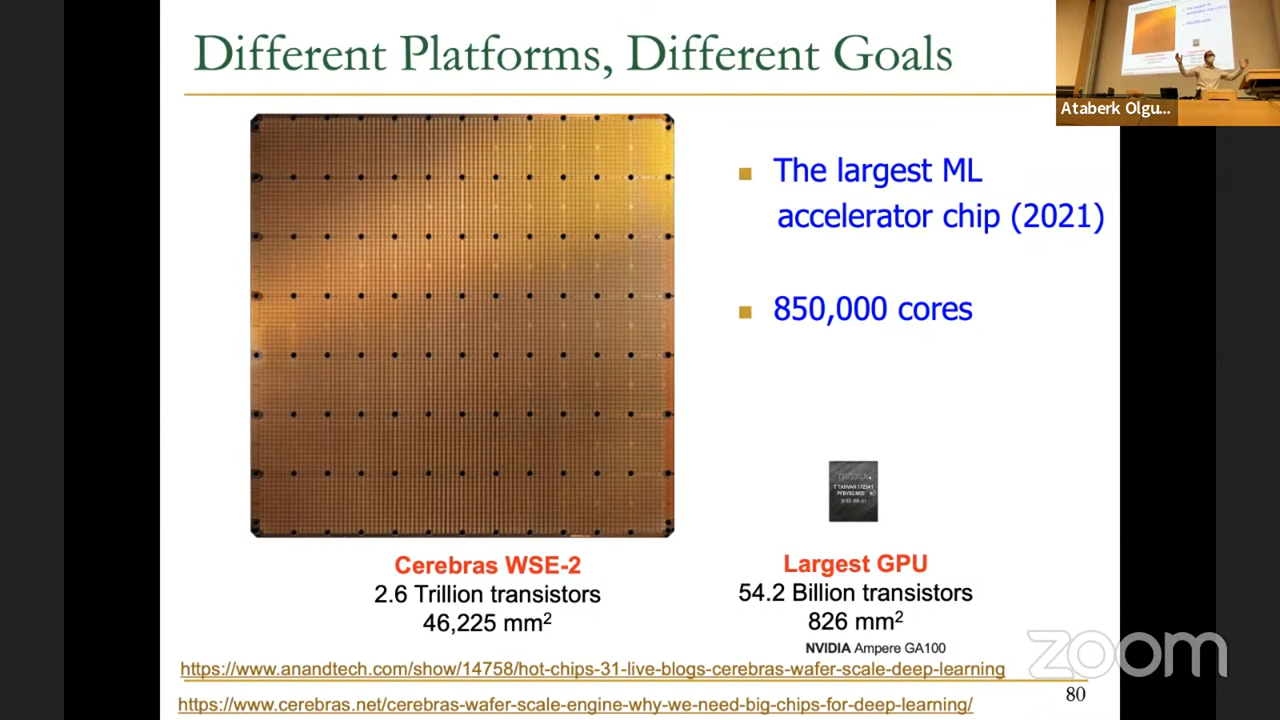 Different Platforms, Different Goals
Ataberk Olgu...
The largest ML
accelerator chip (2021)
850,000 cores
Cerebras WSE-2
2.6 Trillion transistors
46,225 mm²
Largest GPU
54.2 Billion transistors
826 mm²
NVIDIA Ampere GA100
https://www.anandtech.com/show/14758/hot-chips-31-live-blogs-cerebras-wafer-scale-deep-learning
https://www.cerebras.net/cerebras-wafer-scale-engine-why-we-need-big-chips-for-deep-learning/
80
zoom